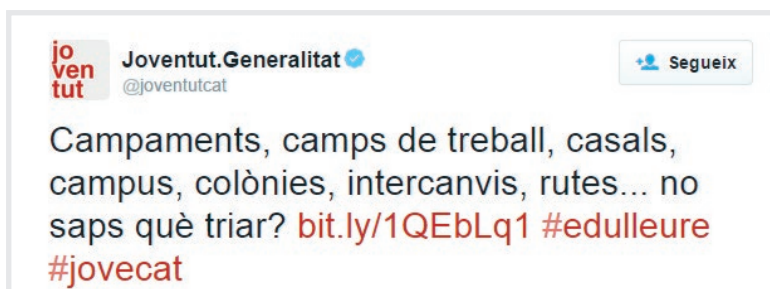 jo
ven
tut
Joventut.Generalitat
@joventutcat
Segueix
Campaments, camps de treball, casals,
campus, colònies, intercanvis, rutes... no
saps què triar? bit.ly/1QEbLq1 #edulleure
#jovecat